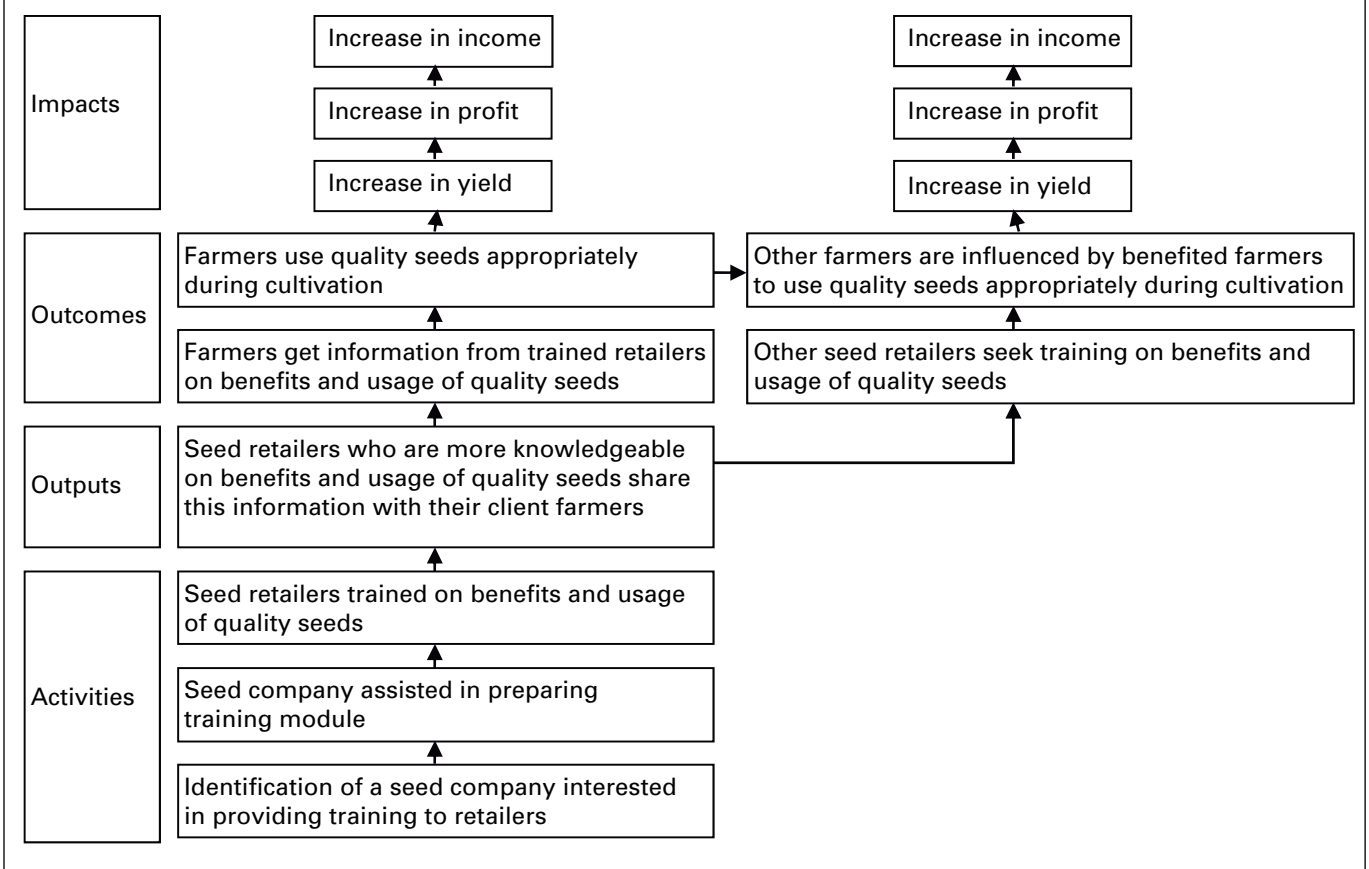 Impacts
Increase in income
Increase in profit
Increase in yield
Increase in income
Increase in profit
Increase in yield
Outcomes
Farmers use quality seeds appropriately
during cultivation
Other farmers are influenced by benefited farmers
to use quality seeds appropriately during cultivation
Farmers get information from trained retailers
on benefits and usage of quality seeds
Other seed retailers seek training on benefits and
usage of quality seeds
Outputs
Seed retailers who are more knowledgeable
on benefits and usage of quality seeds share
this information with their client farmers
Activities
Seed retailers trained on benefits and usage
of quality seeds
Seed company assisted in preparing
training module
Identification of a seed company interested
in providing training to retailers